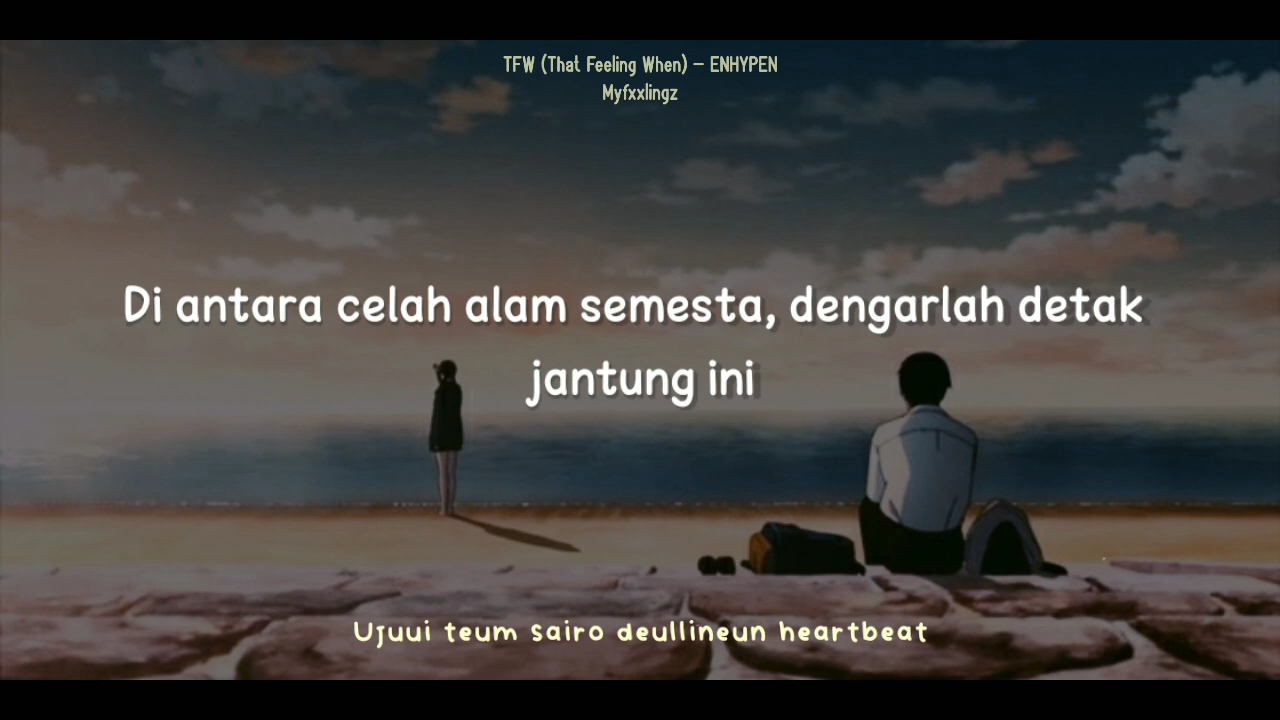 TFW (That Feeling When) – ENHYPEN
Myfxxlingz
Di antara celah alam semesta, dengarlah detak
jantung ini
Ujuui teum sairo deullineun heartbeat